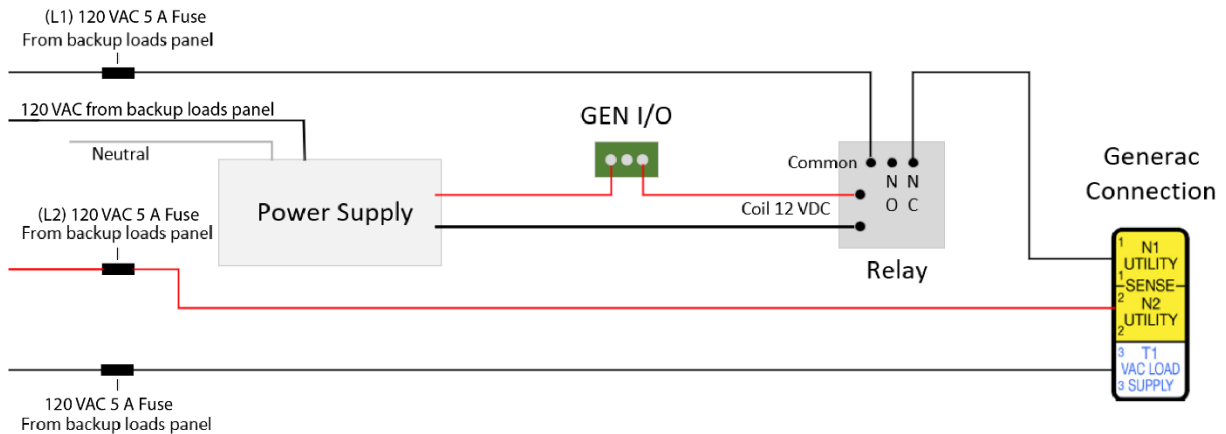 (L1) 120 VAC 5 A Fuse
From backup loads panel
120 VAC from backup loads panel
Neutral
GEN I/O
Common
N N
O C
Power Supply
Coil 12 VDC
Relay
(L2) 120 VAC 5 A Fuse
From backup loads panel
Generac
Connection
1 N1
UTILITY
1
SENSE
2 N2
UTILITY
2
3 T1
VAC LOAD
3 SUPPLY
120 VAC 5 A Fuse
From backup loads panel